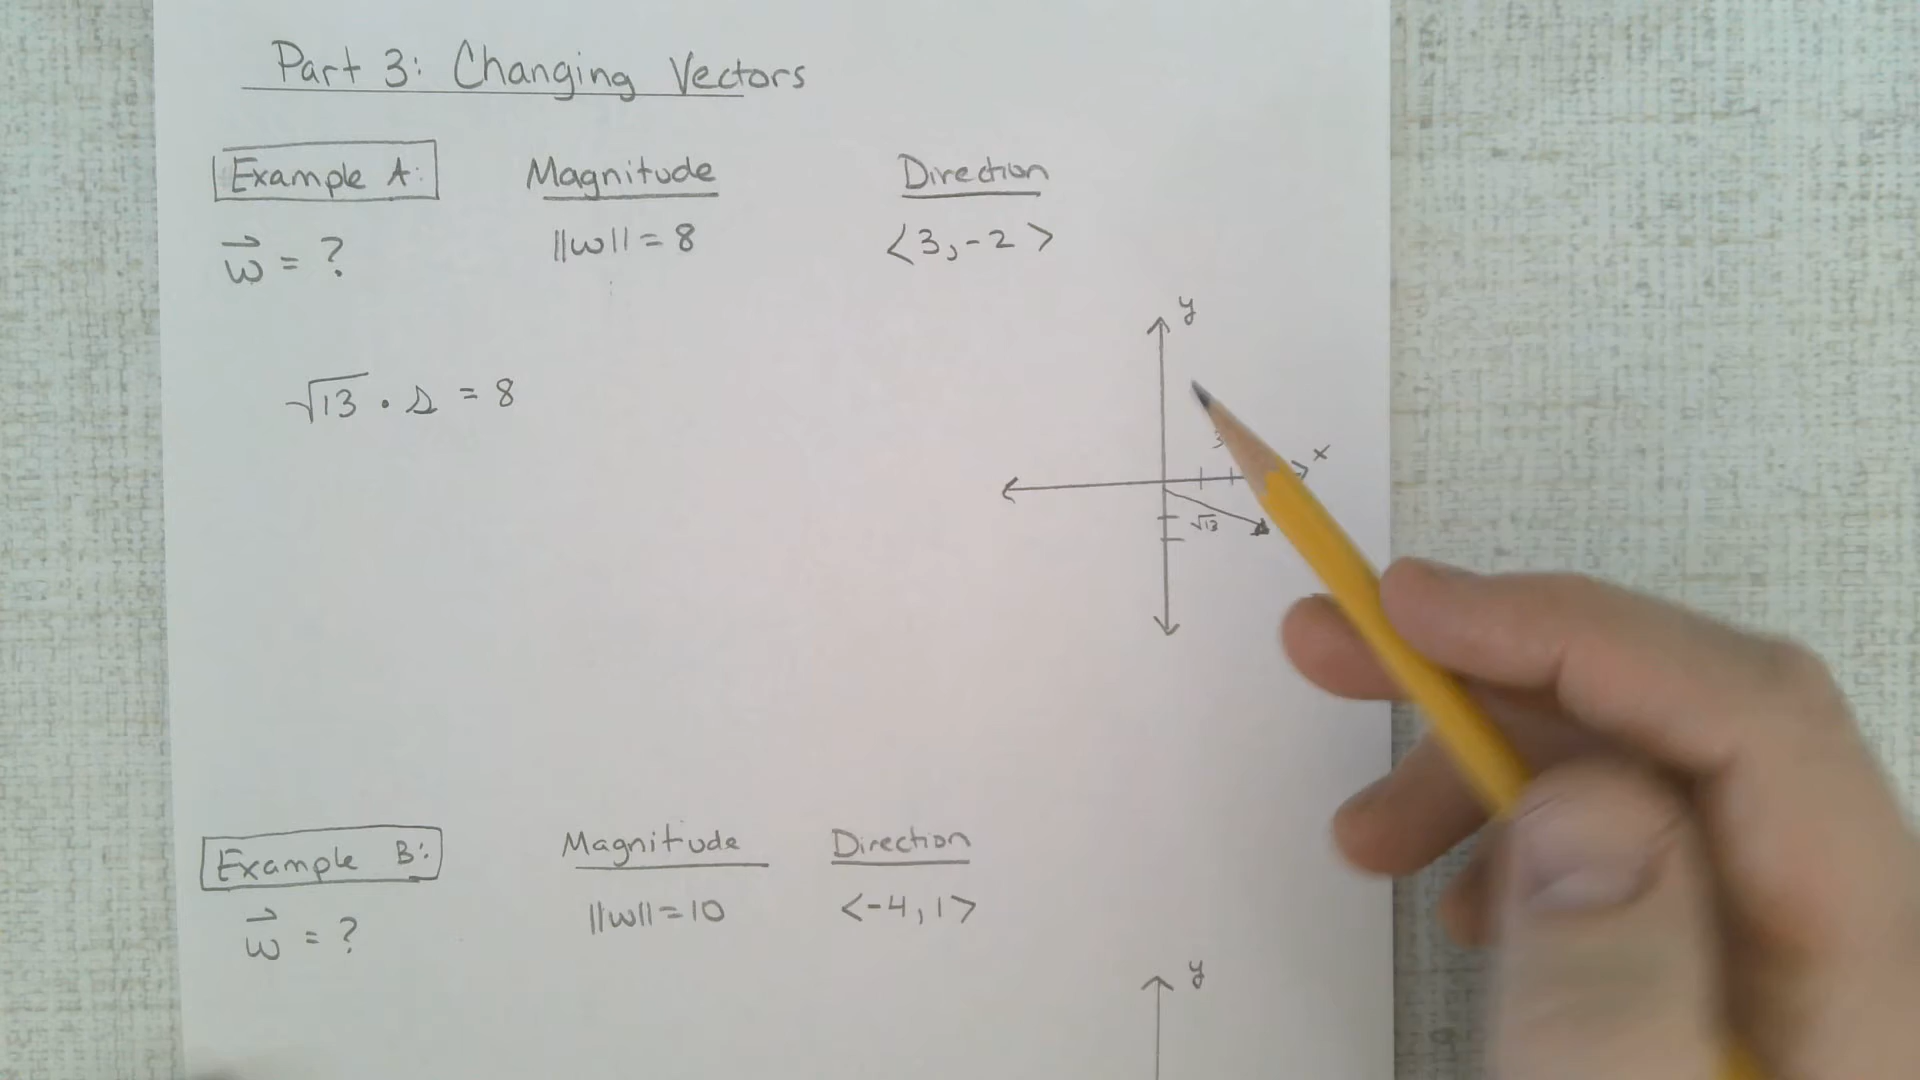 Part 3: Changing Vectors
Example A: Magnitude Direction
w⃗ = ? ||w|| = 8 <3, -2>
y
√13 · s = 8
3
x
√13
Example B: Magnitude Direction
w⃗ = ? ||w|| = 10 <-4, 1>
y